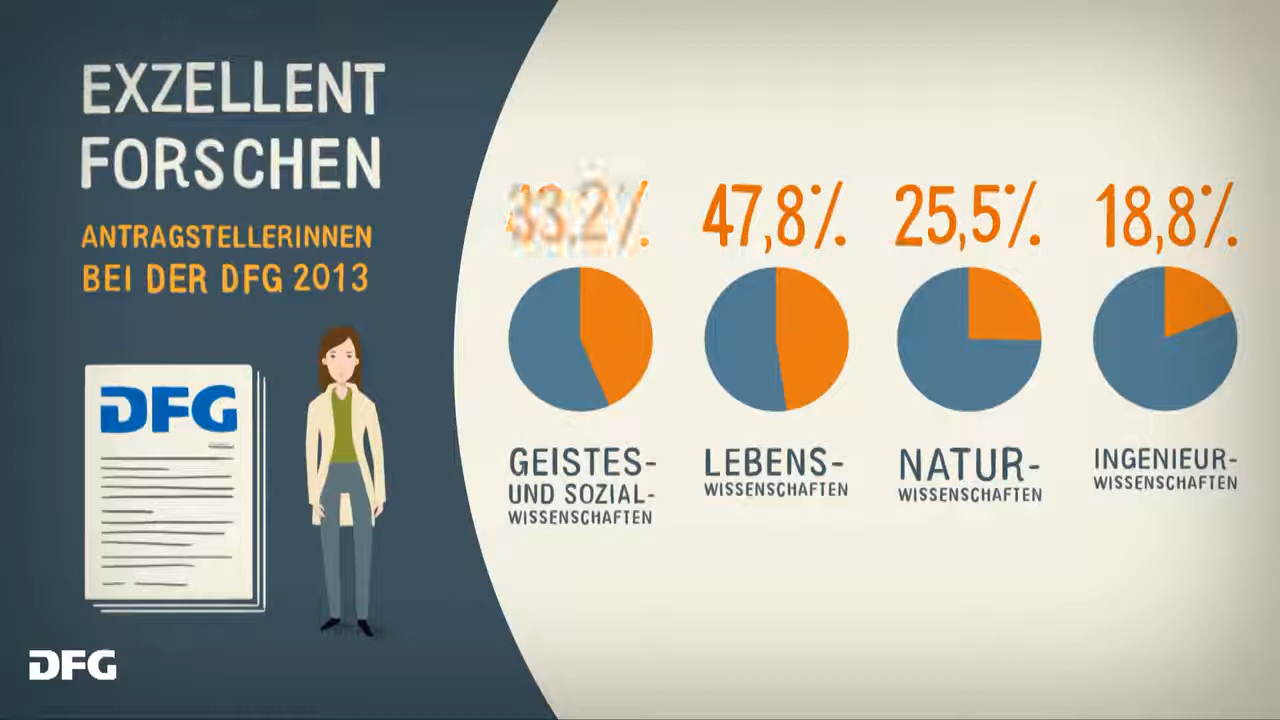 EXZELLENT
FORSCHEN
ANTRAGSTELLERINNEN
BEI DER DFG 2013
DFG
47,8%
25,5%
18,8%
GEISTES-
UND SOZIAL-
WISSENSCHAFTEN
LEBENS-
WISSENSCHAFTEN
NATUR-
WISSENSCHAFTEN
INGENIEUR-
WISSENSCHAFTEN
DFG